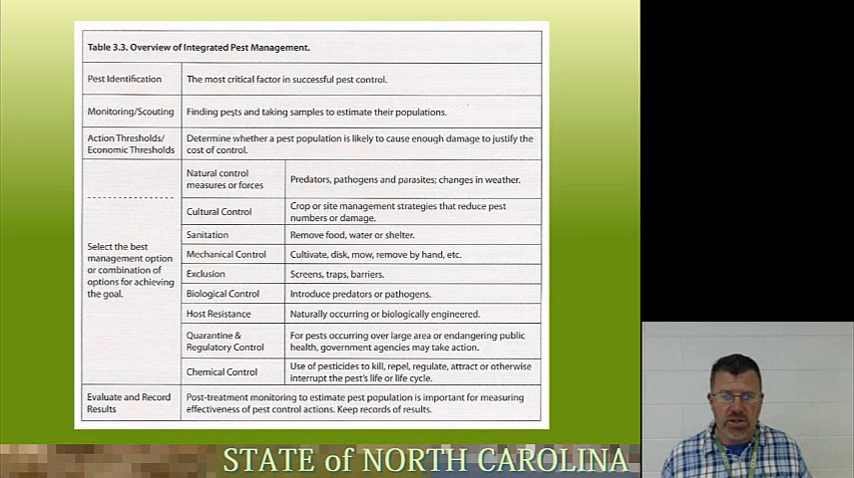 Table 3.3. Overview of Integrated Pest Management.
Pest Identification
The most critical factor in successful pest control.
Monitoring/Scouting
Finding pests and taking samples to estimate their populations.
Action Thresholds/
Economic Thresholds
Determine whether a pest population is likely to cause enough damage to justify the
cost of control.
Select the best
management option
or combination of
options for achieving
the goal.
Natural control
measures or forces
Predators, pathogens and parasites; changes in weather.
Cultural Control
Crop or site management strategies that reduce pest
numbers or damage.
Sanitation
Remove food, water or shelter.
Mechanical Control
Cultivate, disk, mow, remove by hand, etc.
Exclusion
Screens, traps, barriers.
Biological Control
Introduce predators or pathogens.
Host Resistance
Naturally occurring or biologically engineered.
Quarantine &
Regulatory Control
For pests occurring over large area or endangering public
health, government agencies may take action.
Chemical Control
Use of pesticides to kill, repel, regulate, attract or otherwise
interrupt the pest's life or life cycle.
Evaluate and Record
Results
Post-treatment monitoring to estimate pest population is important for measuring
effectiveness of pest control actions. Keep records of results.
STATE of NORTH CAROLINA